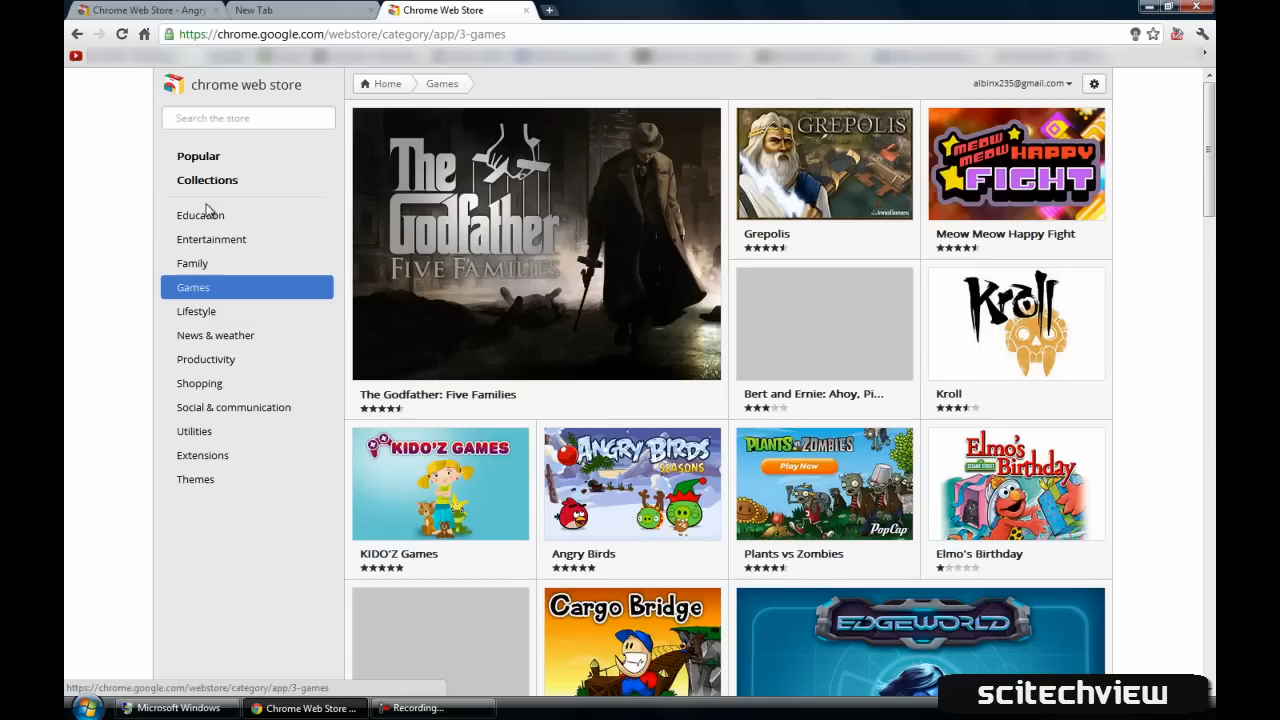 Chrome Web Store - Angry
New Tab
Chrome Web Store
https://chrome.google.com/webstore/category/app/3-games
chrome web store
Home
Games
albinx235@gmail.com
Search the store
Popular
Collections
Education
Entertainment
Family
Games
Lifestyle
News & weather
Productivity
Shopping
Social & communication
Utilities
Extensions
Themes
The
Godfather
FIVE FAMILIES
The Godfather: Five Families
GREPOLIS
InnoGames
Grepolis
MEOW
MEOW HAPPY
FIGHT
Meow Meow Happy Fight
Bert and Ernie: Ahoy, Pi...
Kroll
Kroll
KIDO'Z GAMES
KIDO'Z Games
ANGRY BIRDS
SEASONS
Angry Birds
PLANTS vs ZOMBIES
Play Now
PopCap
Plants vs Zombies
Elmo's
SESAME STREET
Birthday
Elmo's Birthday
Cargo Bridge
EDGEWORLD
https://chrome.google.com/webstore/category/app/3-games
Microsoft Windows
Chrome Web Store ...
Recording...
scitechview